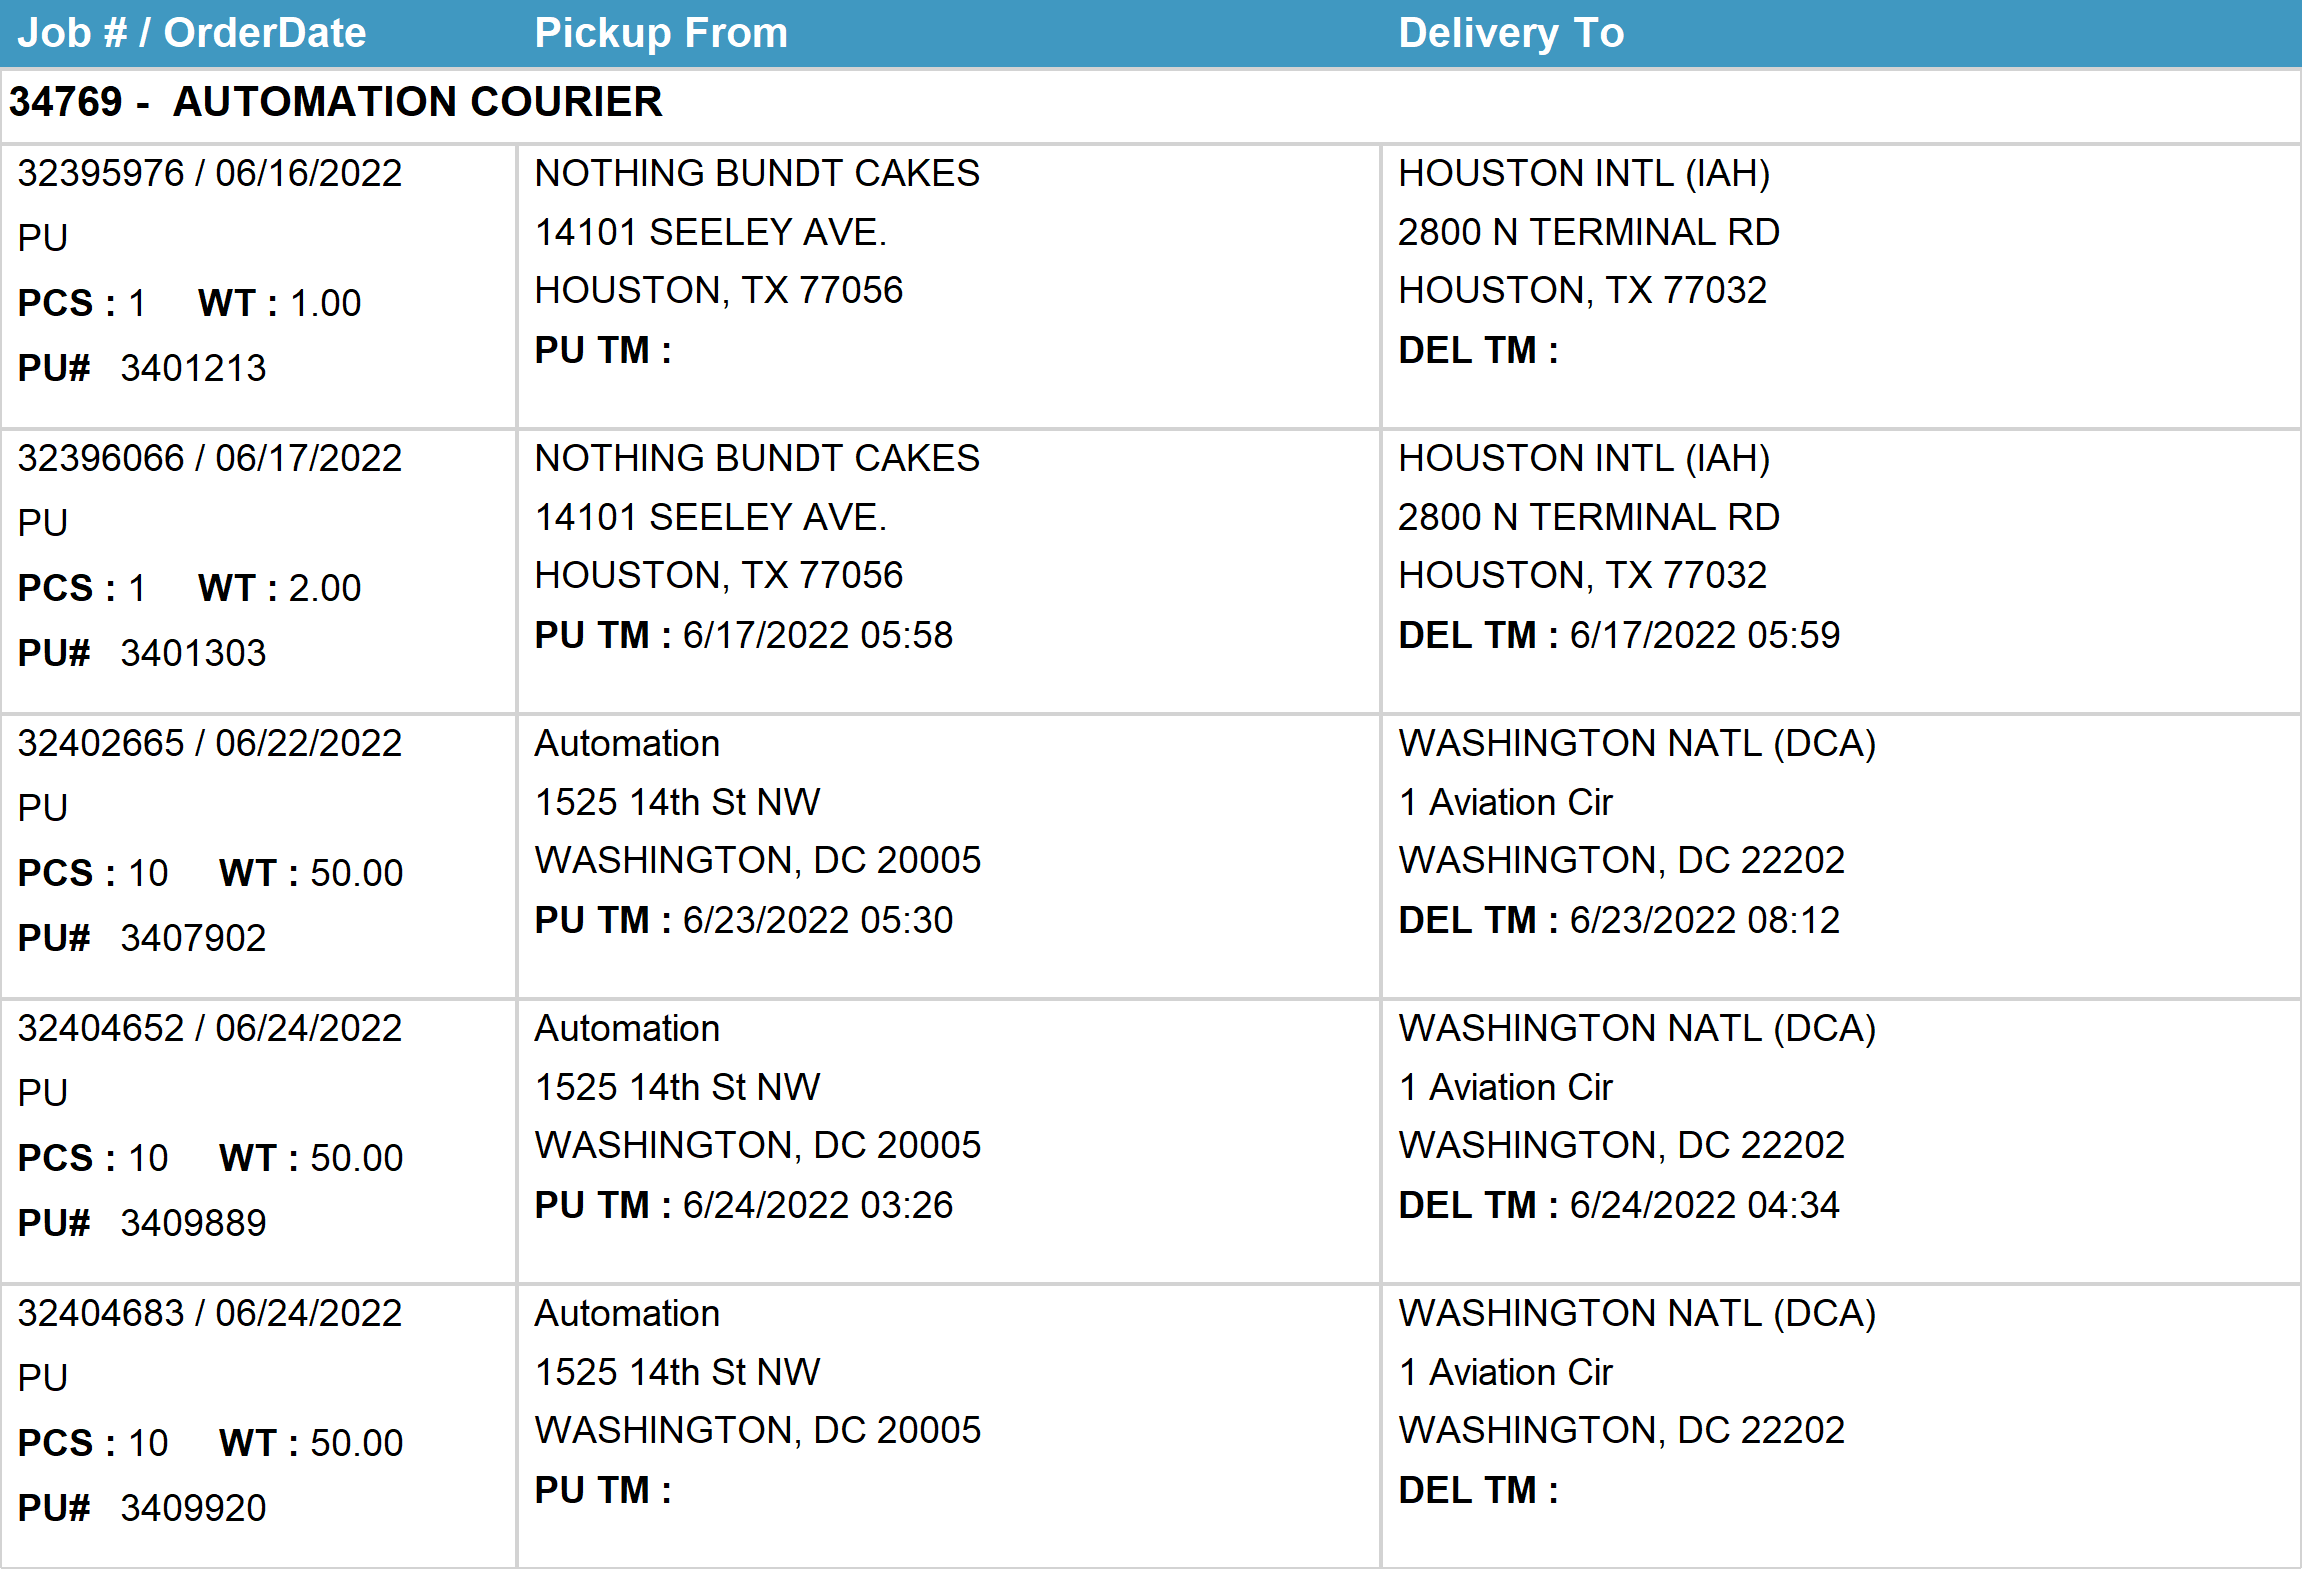 Job # / OrderDate Pickup From Delivery To
34769 - AUTOMATION COURIER
32395976 / 06/16/2022
PU
PCS : 1 WT : 1.00
PU# 3401213
NOTHING BUNDT CAKES
14101 SEELEY AVE.
HOUSTON, TX 77056
PU TM :
HOUSTON INTL (IAH)
2800 N TERMINAL RD
HOUSTON, TX 77032
DEL TM :
32396066 / 06/17/2022
PU
PCS : 1 WT : 2.00
PU# 3401303
NOTHING BUNDT CAKES
14101 SEELEY AVE.
HOUSTON, TX 77056
PU TM : 6/17/2022 05:58
HOUSTON INTL (IAH)
2800 N TERMINAL RD
HOUSTON, TX 77032
DEL TM : 6/17/2022 05:59
32402665 / 06/22/2022
PU
PCS : 10 WT : 50.00
PU# 3407902
Automation
1525 14th St NW
WASHINGTON, DC 20005
PU TM : 6/23/2022 05:30
WASHINGTON NATL (DCA)
1 Aviation Cir
WASHINGTON, DC 22202
DEL TM : 6/23/2022 08:12
32404652 / 06/24/2022
PU
PCS : 10 WT : 50.00
PU# 3409889
Automation
1525 14th St NW
WASHINGTON, DC 20005
PU TM : 6/24/2022 03:26
WASHINGTON NATL (DCA)
1 Aviation Cir
WASHINGTON, DC 22202
DEL TM : 6/24/2022 04:34
32404683 / 06/24/2022
PU
PCS : 10 WT : 50.00
PU# 3409920
Automation
1525 14th St NW
WASHINGTON, DC 20005
PU TM :
WASHINGTON NATL (DCA)
1 Aviation Cir
WASHINGTON, DC 22202
DEL TM :